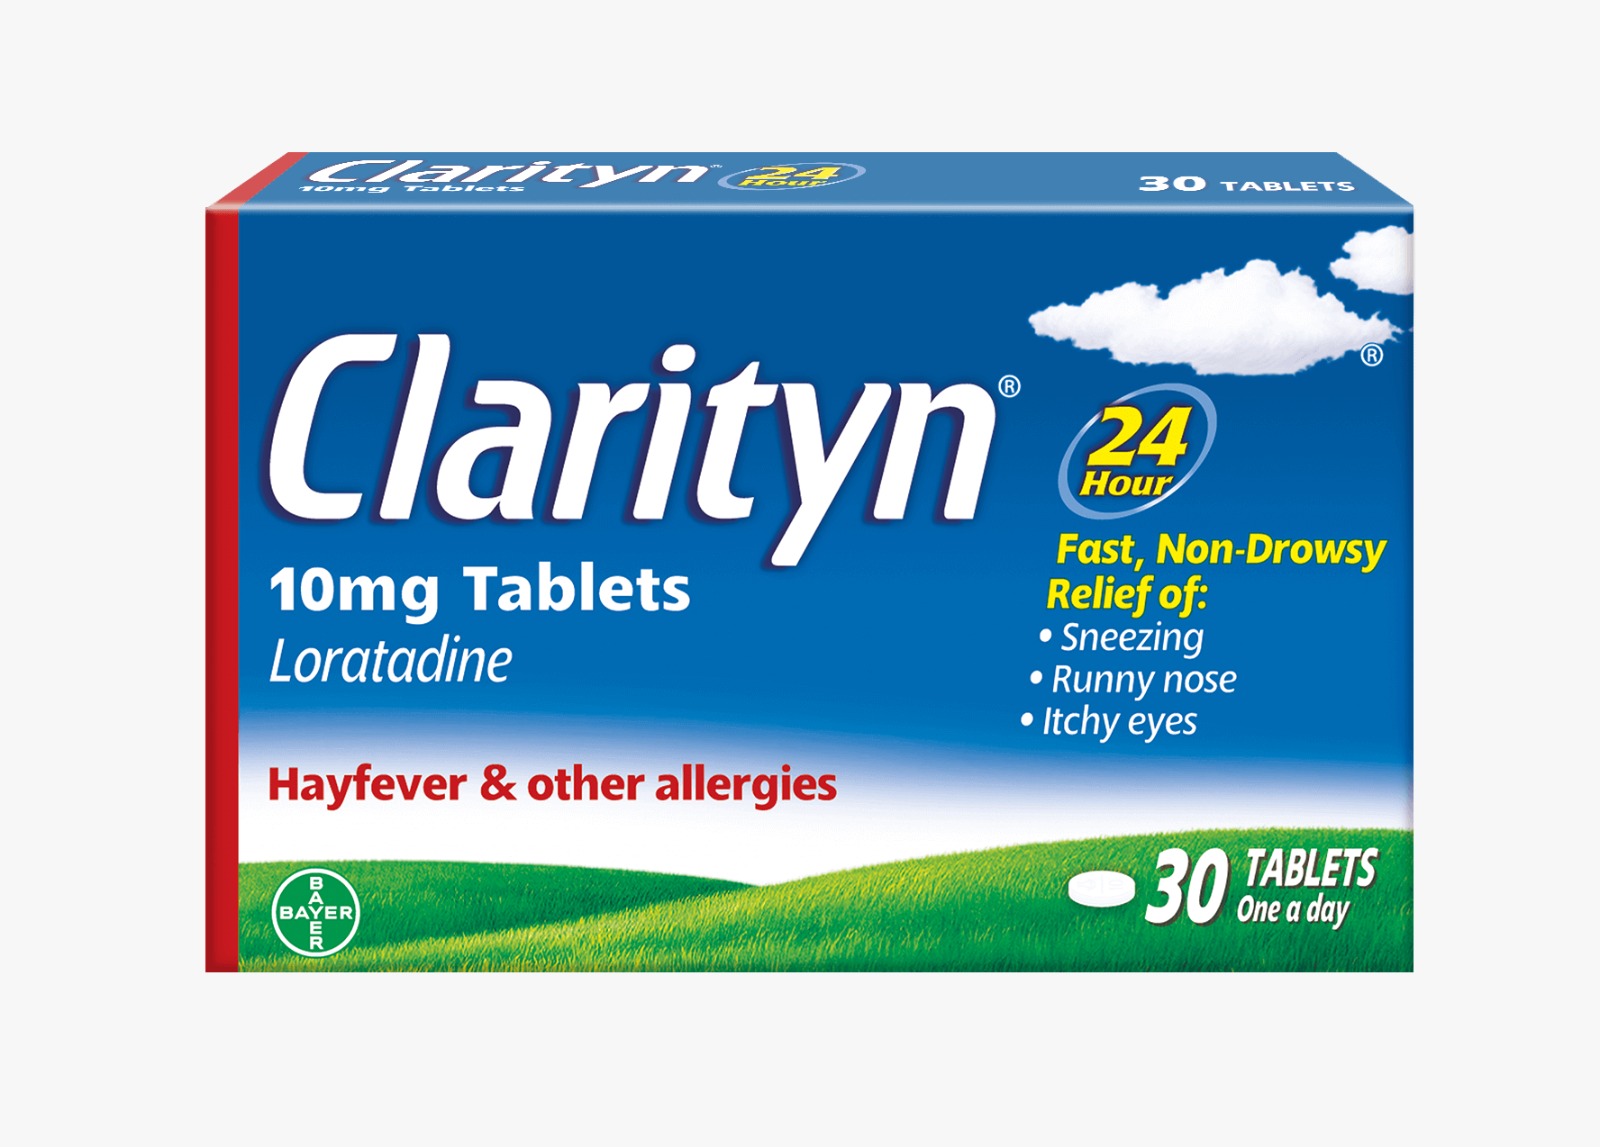 Clarityn® 24 Hour
10mg Tablets
30 TABLETS
Clarityn®
®
24
Hour
Fast, Non-Drowsy
Relief of:
• Sneezing
• Runny nose
• Itchy eyes
10mg Tablets
Loratadine
Hayfever & other allergies
BAYER
BAYER
30 TABLETS
One a day